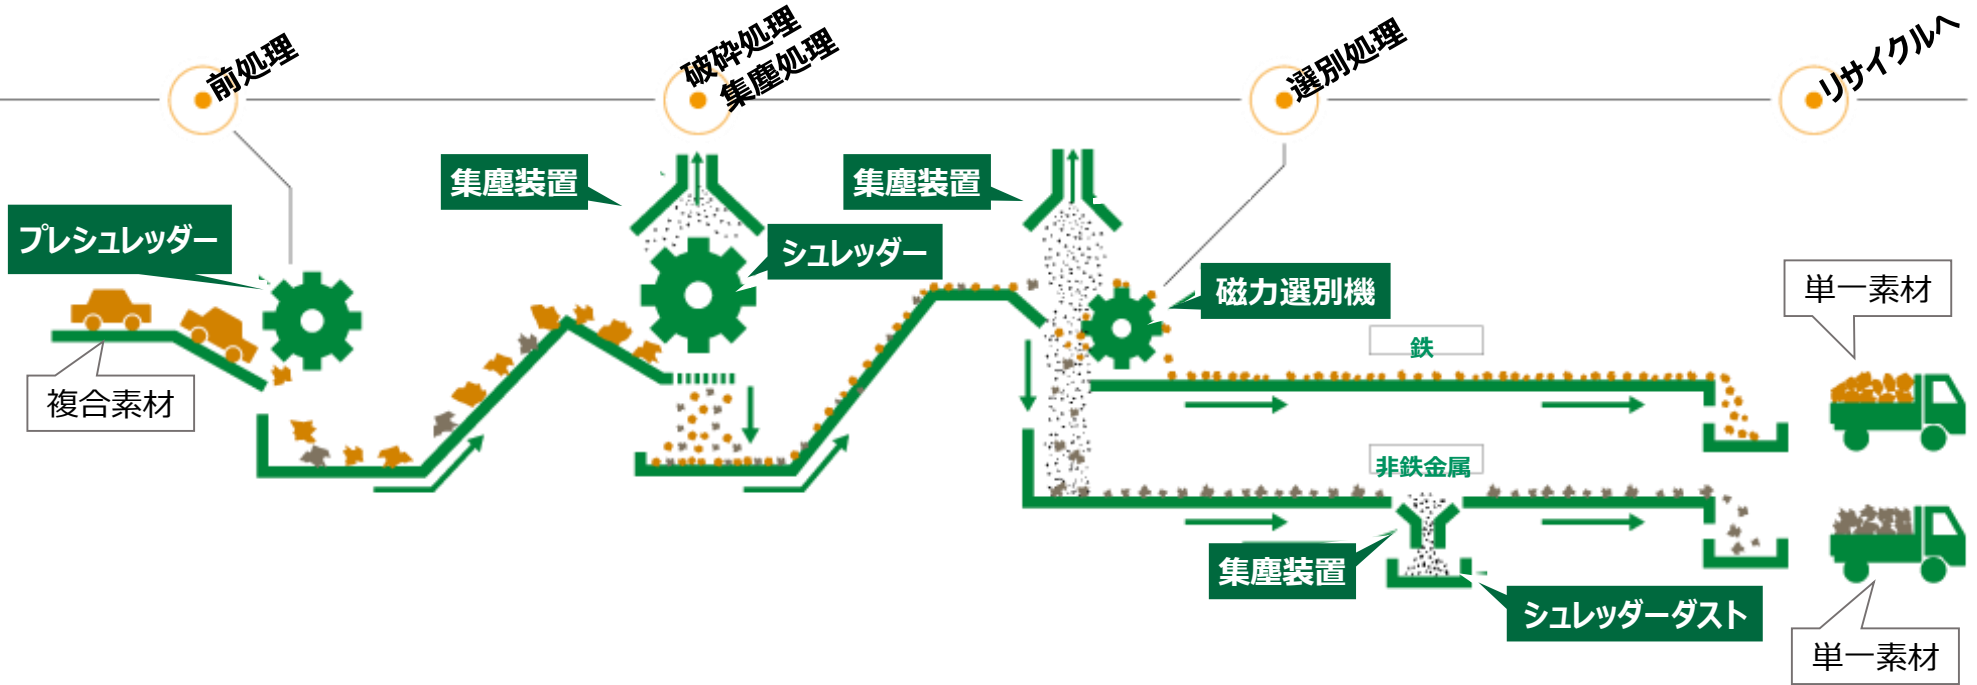 前処理
破砕処理
集塵処理
選別処理
リサイクルへ
集塵装置
集塵装置
プレシュレッダー
シュレッダー
磁力選別機
単一素材
鉄
複合素材
非鉄金属
集塵装置
シュレッダーダスト
単一素材